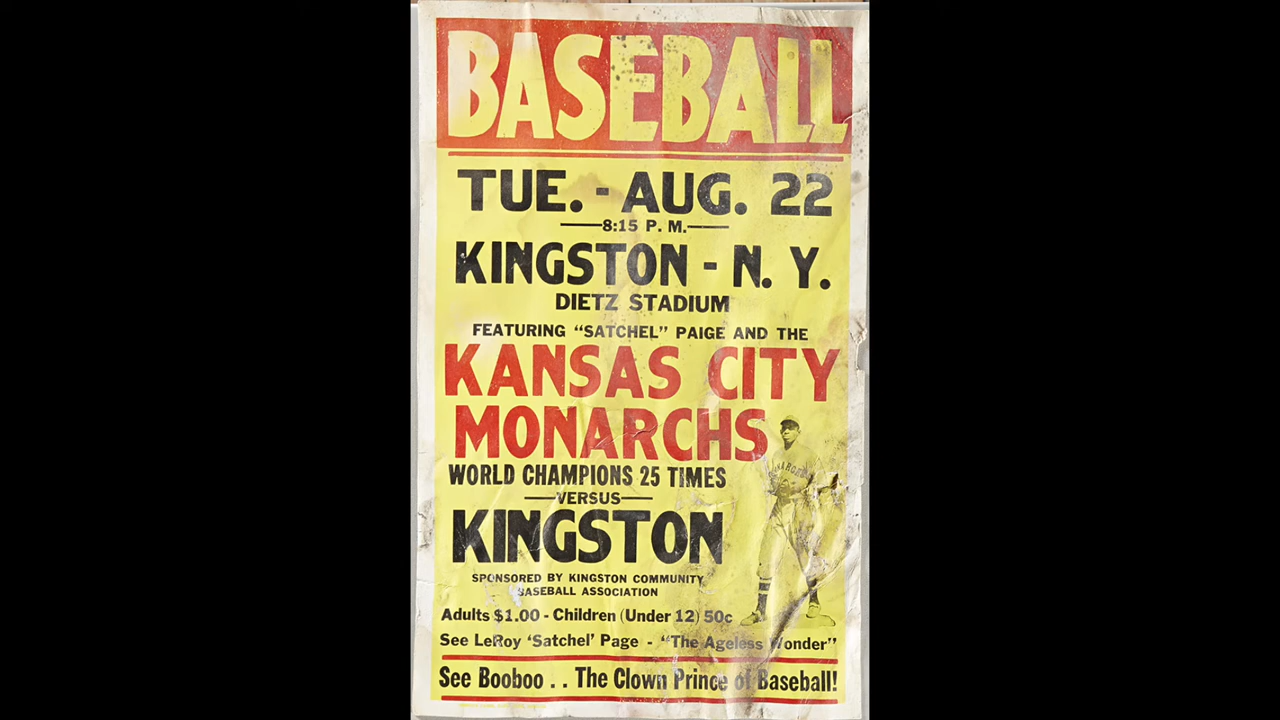 BASEBALL
TUE. - AUG. 22
8:15 P. M.
KINGSTON - N. Y.
DIETZ STADIUM
FEATURING "SATCHEL" PAIGE AND THE
KANSAS CITY
MONARCHS
WORLD CHAMPIONS 25 TIMES
VERSUS
KINGSTON
SPONSORED BY KINGSTON COMMUNITY
BASEBALL ASSOCIATION
Adults $1.00 - Children (Under 12) 50c
See LeRoy 'Satchel' Page - "The Ageless Wonder"
See Booboo . . The Clown Prince of Baseball!